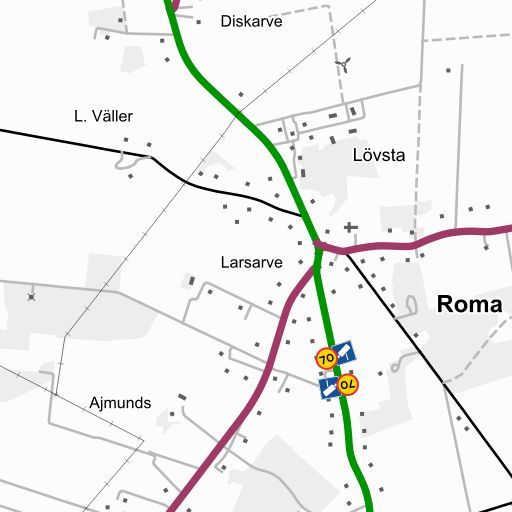 Diskarve
L. Väller
Lövsta
Larsarve
Roma
70
70
Ajmunds